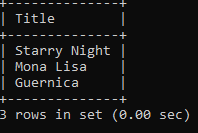 +--------------+
| Title        |
+--------------+
| Starry Night |
| Mona Lisa    |
| Guernica     |
+--------------+
3 rows in set (0.00 sec)